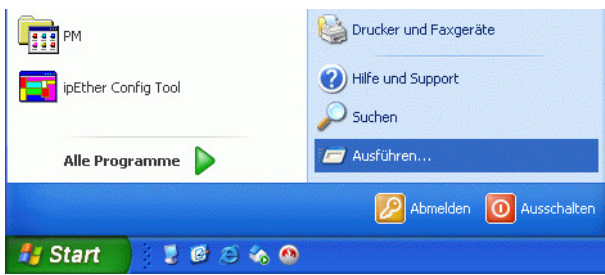 PM
ipEther Config Tool
Alle Programme
Drucker und Faxgeräte
Hilfe und Support
Suchen
Ausführen...
Abmelden
Ausschalten
Start